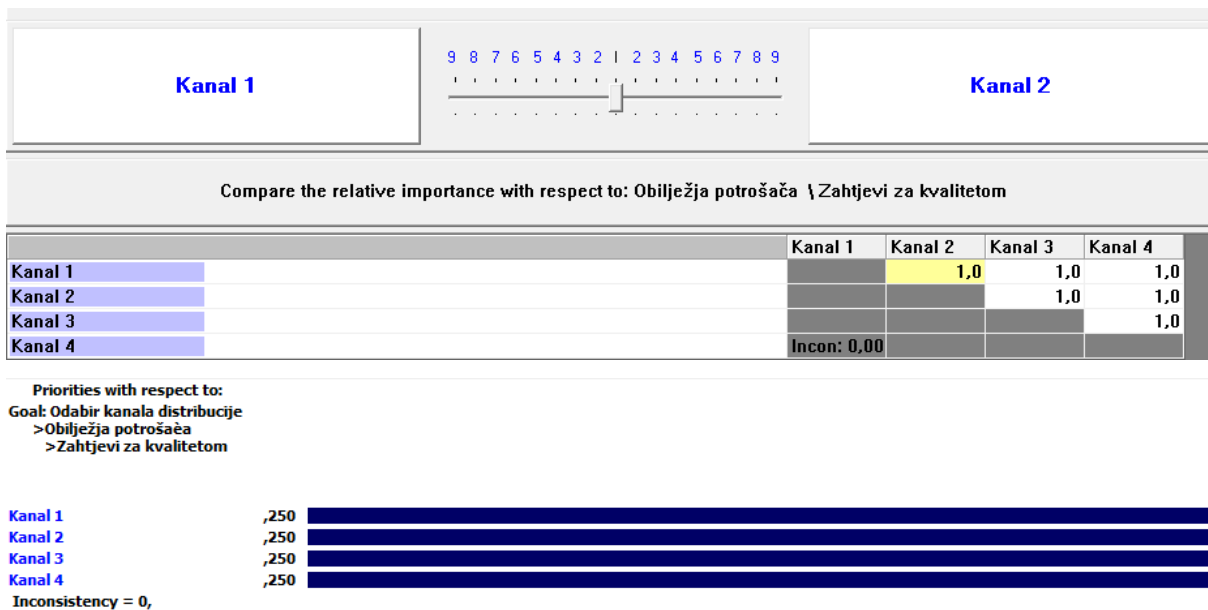 Kanal 1
9 8 7 6 5 4 3 2 | 2 3 4 5 6 7 8 9
Kanal 2
Compare the relative importance with respect to: Obilježja potrošača \ Zahtjevi za kvalitetom
Kanal 1 Kanal 2 Kanal 3 Kanal 4
Kanal 1 1,0 1,0 1,0
Kanal 2 1,0 1,0
Kanal 3 1,0
Kanal 4 Incon: 0,00
Priorities with respect to:
Goal: Odabir kanala distribucije
>Obilježja potrošaèa
>Zahtjevi za kvalitetom
Kanal 1 ,250
Kanal 2 ,250
Kanal 3 ,250
Kanal 4 ,250
Inconsistency = 0,